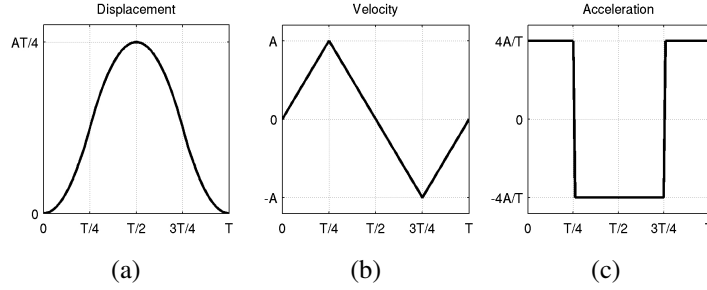 Displacement
AT/4
0
0 T/4 T/2 3T/4 T
(a)
Velocity
A
0
-A
0 T/4 T/2 3T/4 T
(b)
Acceleration
4A/T
0
-4A/T
0 T/4 T/2 3T/4 T
(c)